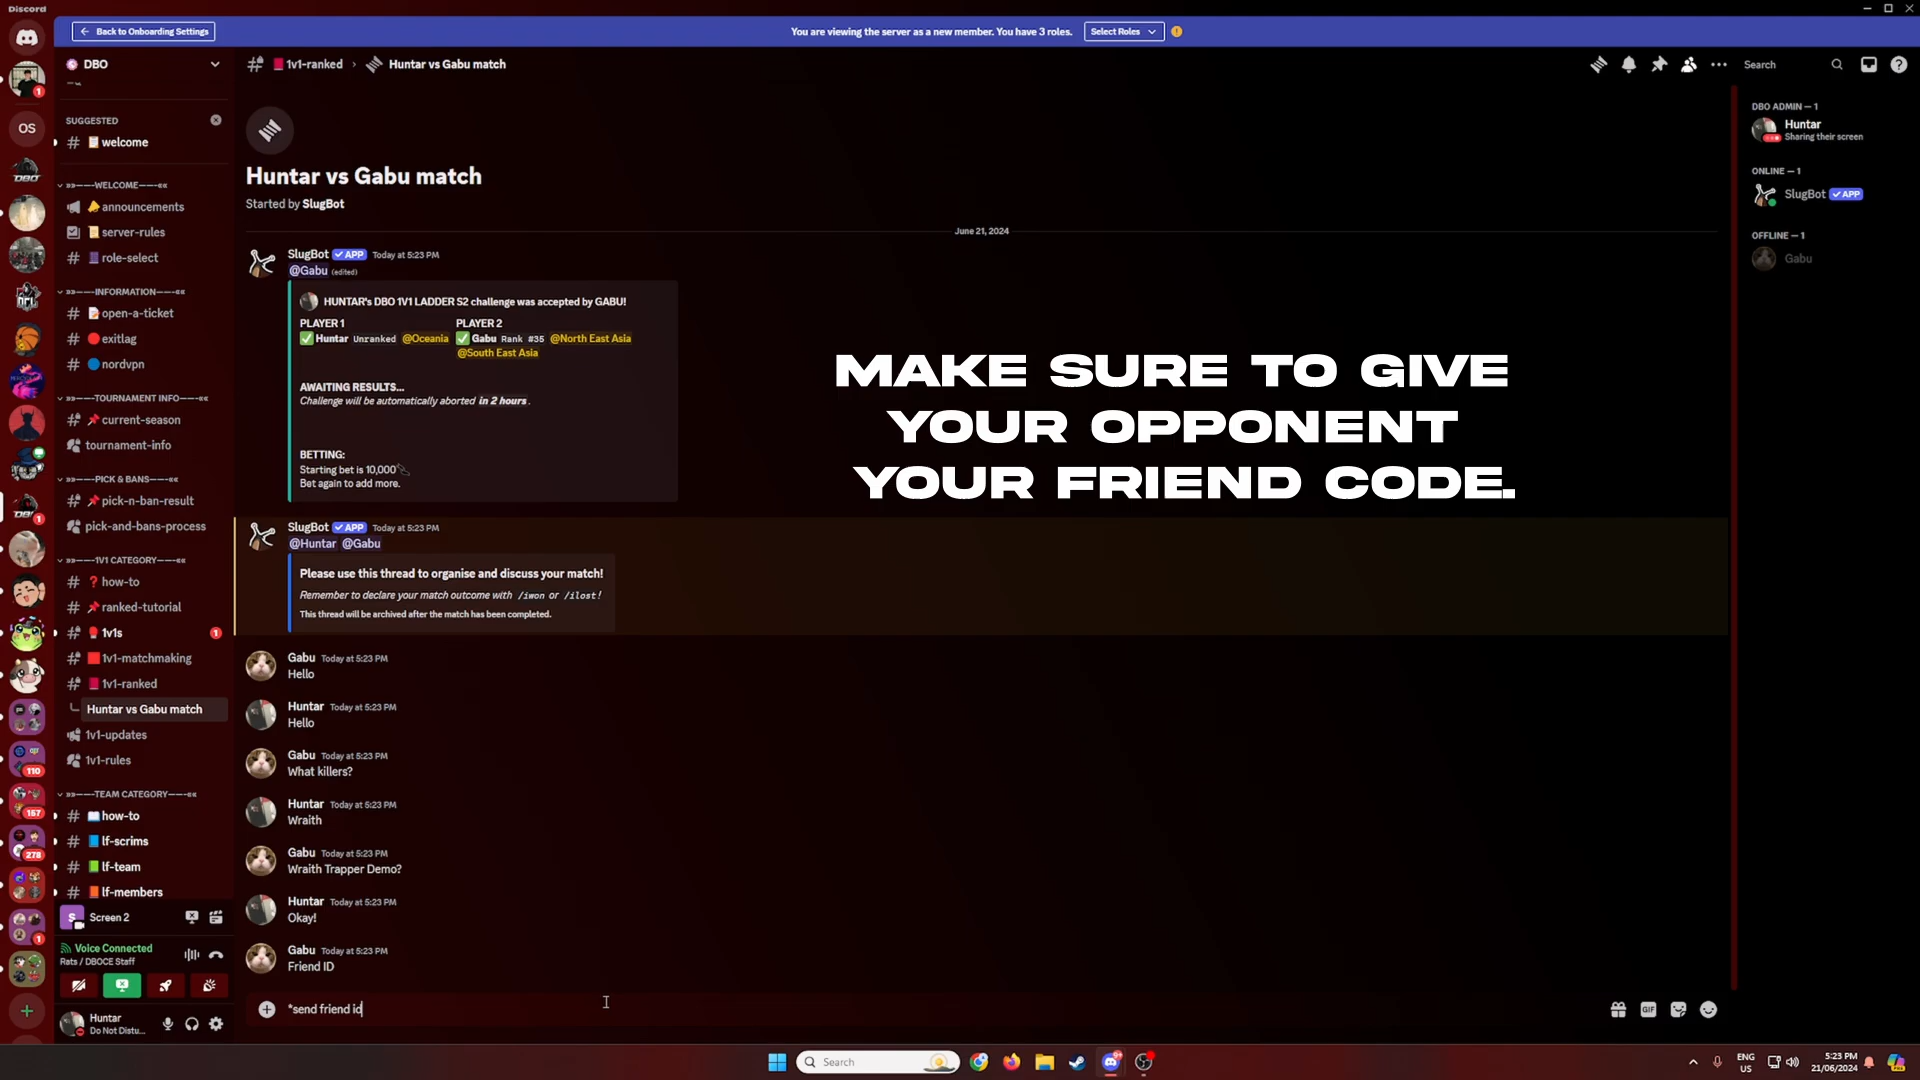 Discord
Back to Onboarding Settings
You are viewing the server as a new member. You have 3 roles.
Select Roles
DBO
1v1-ranked › Huntar vs Gabu match
Search
SUGGESTED
welcome
»»——-WELCOME——-««
announcements
server-rules
role-select
»»——-INFORMATION——-««
open-a-ticket
exitlag
nordvpn
»»——-TOURNAMENT INFO——-««
current-season
tournament-info
»»——-PICK & BANS——-««
pick-n-ban-result
pick-and-bans-process
»»——-1V1 CATEGORY——-««
? how-to
ranked-tutorial
1v1s
1
1v1-matchmaking
1v1-ranked
Huntar vs Gabu match
1v1-updates
1v1-rules
»»——-TEAM CATEGORY——-««
how-to
lf-scrims
lf-team
lf-members
Screen 2
Voice Connected
Rats / DBOCE Staff
Huntar
Do Not Distu...
OS
1
1
110
157
278
1
Huntar vs Gabu match
Started by SlugBot
June 21, 2024
SlugBot APP Today at 5:23 PM
@Gabu (edited)
HUNTAR's DBO 1V1 LADDER S2 challenge was accepted by GABU!
PLAYER 1 PLAYER 2
Huntar Unranked @Oceania Gabu Rank #35 @North East Asia
@South East Asia
AWAITING RESULTS...
Challenge will be automatically aborted in 2 hours.
BETTING:
Starting bet is 10,000
Bet again to add more.
MAKE SURE TO GIVE
YOUR OPPONENT
YOUR FRIEND CODE.
SlugBot APP Today at 5:23 PM
@Huntar @Gabu
Please use this thread to organise and discuss your match!
Remember to declare your match outcome with /iwon or /ilost!
This thread will be archived after the match has been completed.
Gabu Today at 5:23 PM
Hello
Huntar Today at 5:23 PM
Hello
Gabu Today at 5:23 PM
What killers?
Huntar Today at 5:23 PM
Wraith
Gabu Today at 5:23 PM
Wraith Trapper Demo?
Huntar Today at 5:23 PM
Okay!
Gabu Today at 5:23 PM
Friend ID
*send friend id
GIF
DBO ADMIN — 1
Huntar
Sharing their screen
ONLINE — 1
SlugBot APP
OFFLINE — 1
Gabu
Search
ENG
US
5:23 PM
21/06/2024